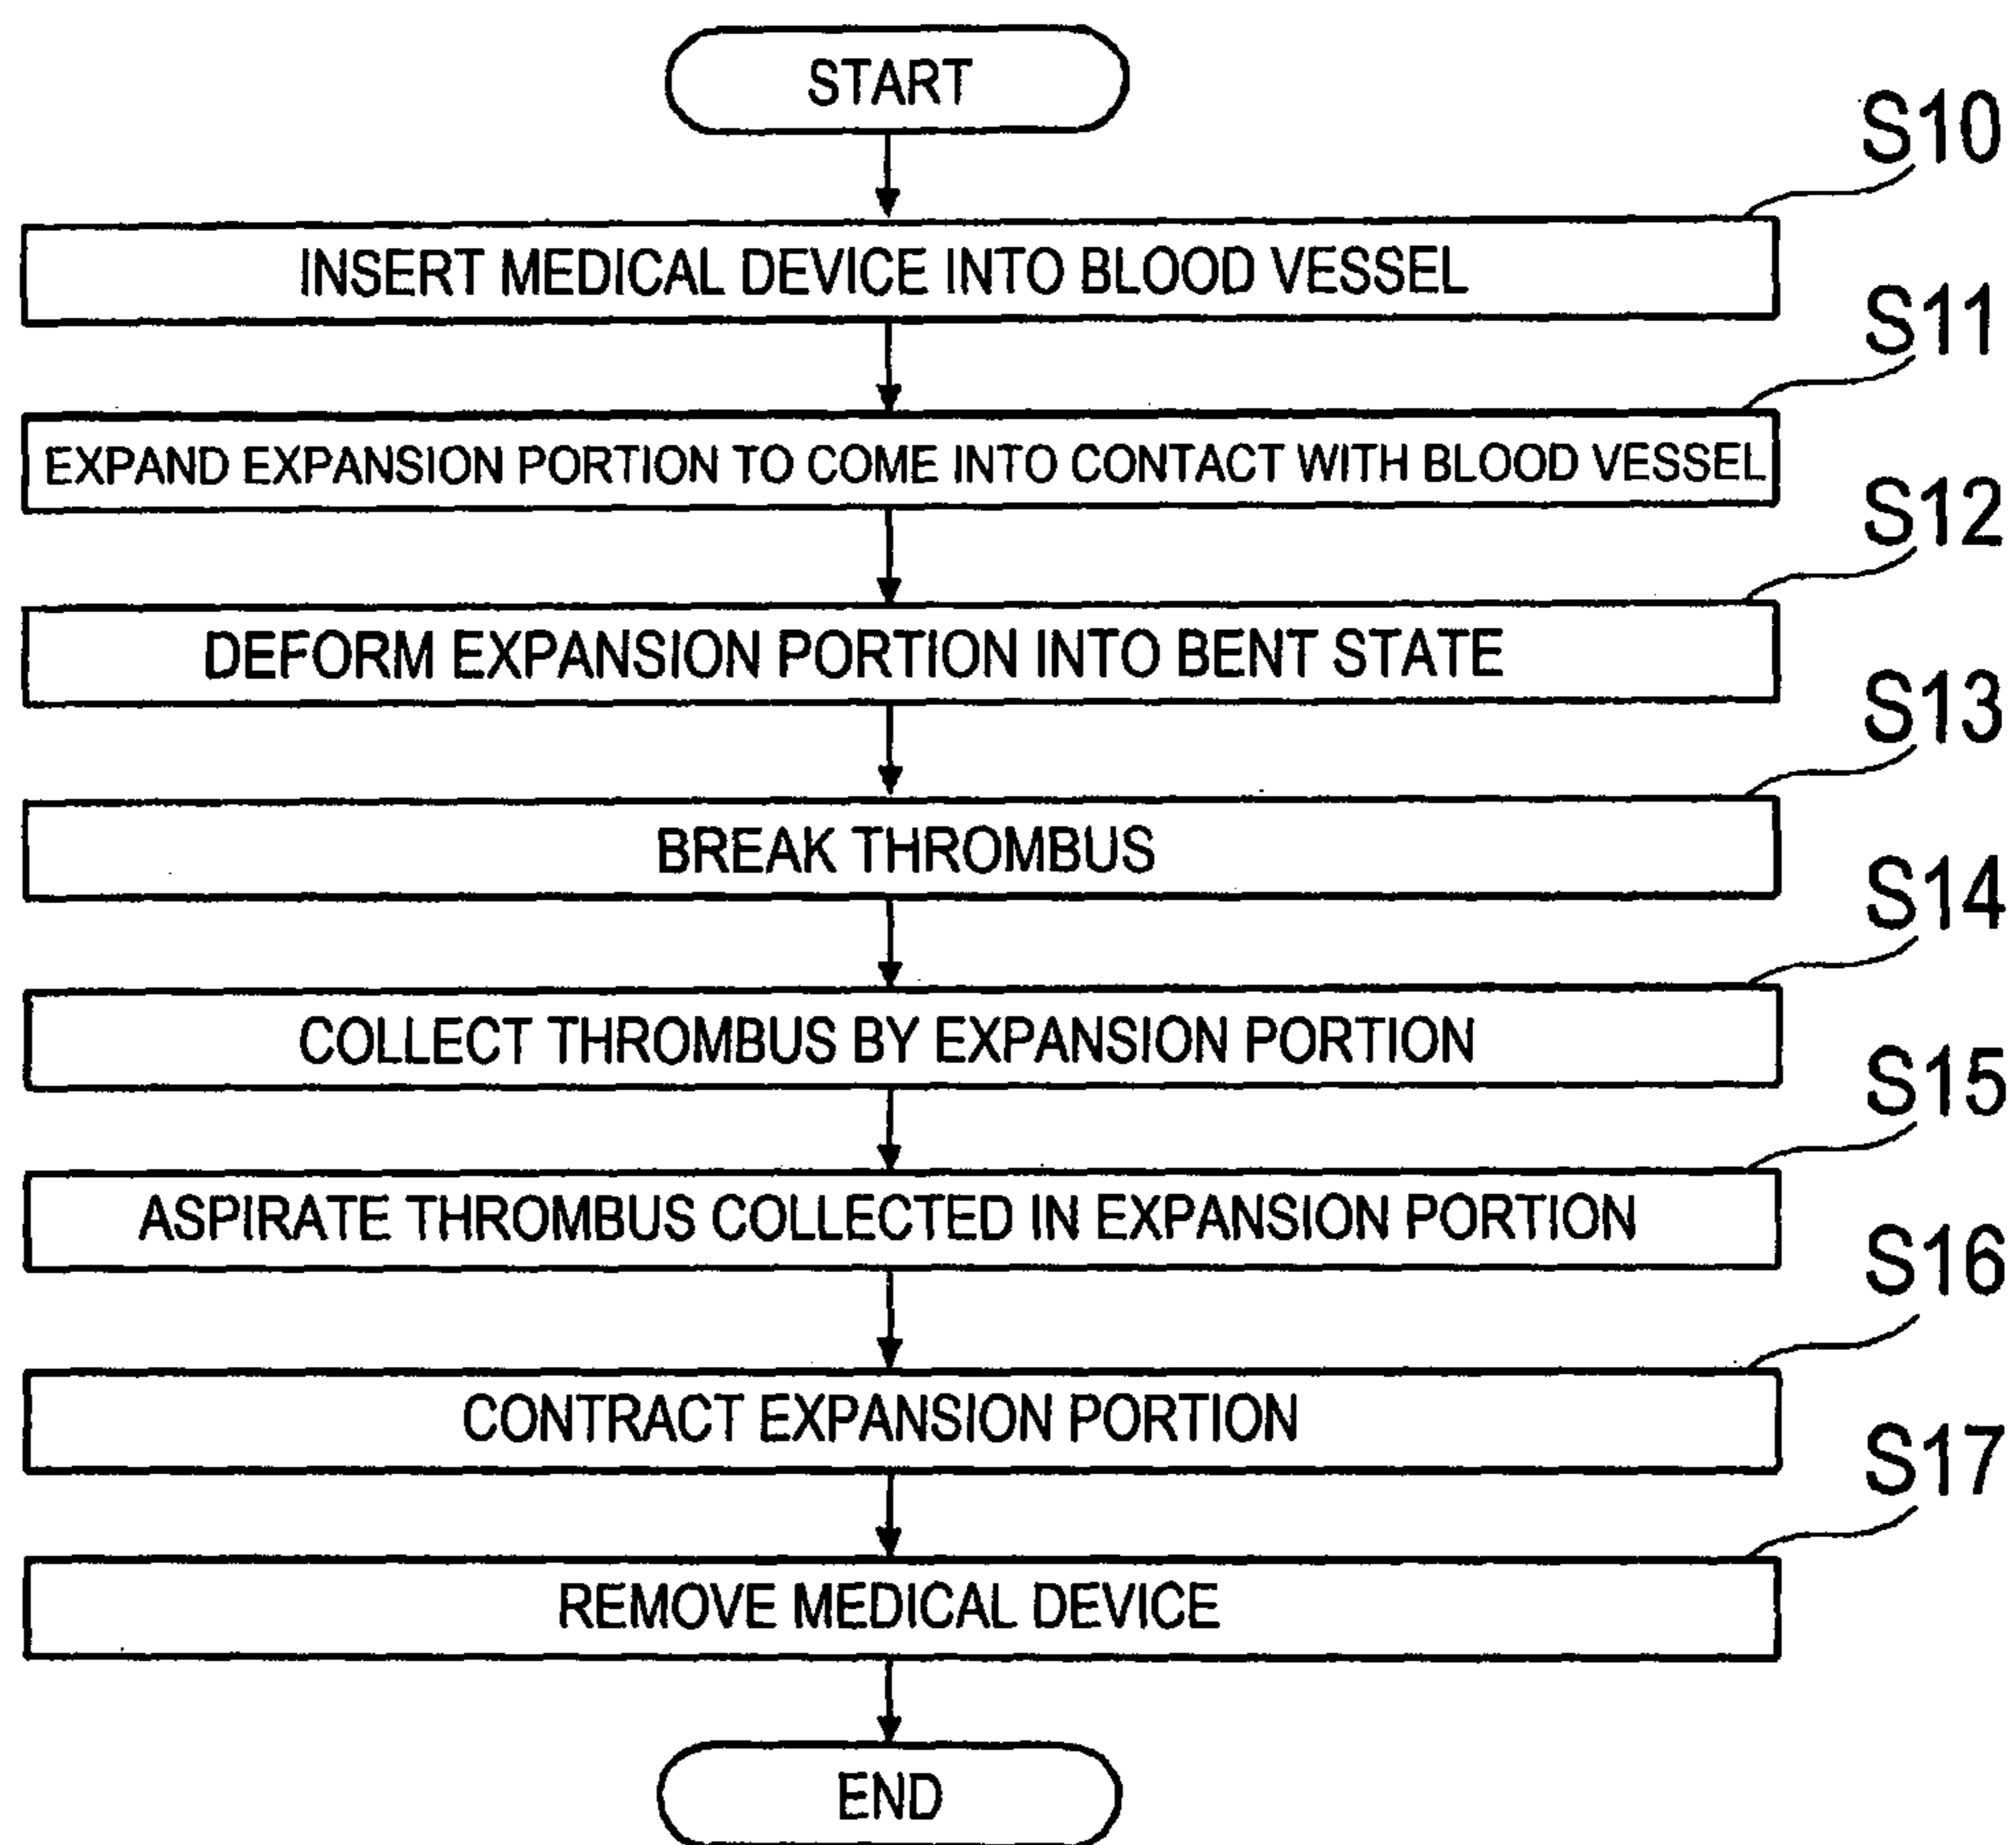 START
S10
INSERT MEDICAL DEVICE INTO BLOOD VESSEL
S11
EXPAND EXPANSION PORTION TO COME INTO CONTACT WITH BLOOD VESSEL
S12
DEFORM EXPANSION PORTION INTO BENT STATE
S13
BREAK THROMBUS
S14
COLLECT THROMBUS BY EXPANSION PORTION
S15
ASPIRATE THROMBUS COLLECTED IN EXPANSION PORTION
S16
CONTRACT EXPANSION PORTION
S17
REMOVE MEDICAL DEVICE
END